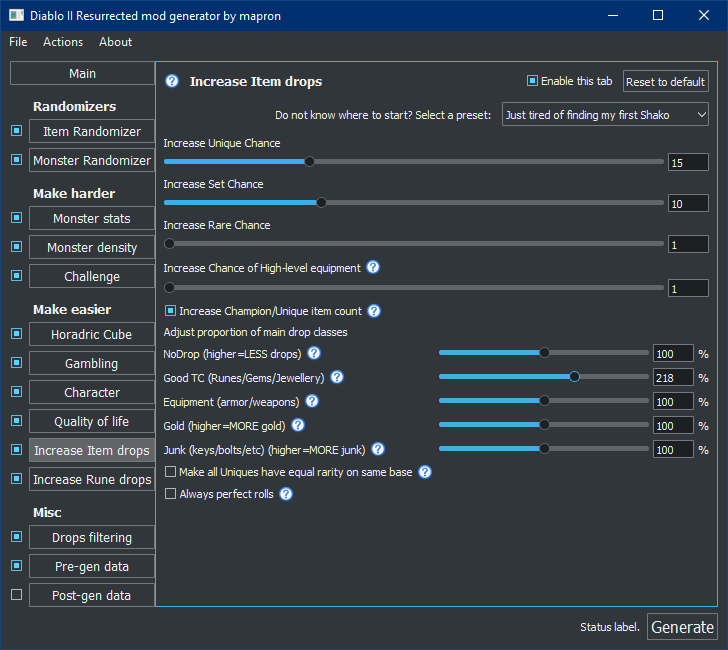 Diablo II Resurrected mod generator by mapron
File Actions About
Main
Randomizers
Item Randomizer
Monster Randomizer
Make harder
Monster stats
Monster density
Challenge
Make easier
Horadric Cube
Gambling
Character
Quality of life
Increase Item drops
Increase Rune drops
Misc
Drops filtering
Pre-gen data
Post-gen data
? Increase Item drops Enable this tab Reset to default
Do not know where to start? Select a preset: Just tired of finding my first Shako
Increase Unique Chance
15
Increase Set Chance
10
Increase Rare Chance
1
Increase Chance of High-level equipment ?
1
Increase Champion/Unique item count ?
Adjust proportion of main drop classes
NoDrop (higher=LESS drops) ? 100 %
Good TC (Runes/Gems/Jewellery) ? 218 %
Equipment (armor/weapons) ? 100 %
Gold (higher=MORE gold) ? 100 %
Junk (keys/bolts/etc) (higher=MORE junk) ? 100 %
Make all Uniques have equal rarity on same base ?
Always perfect rolls ?
Status label. Generate